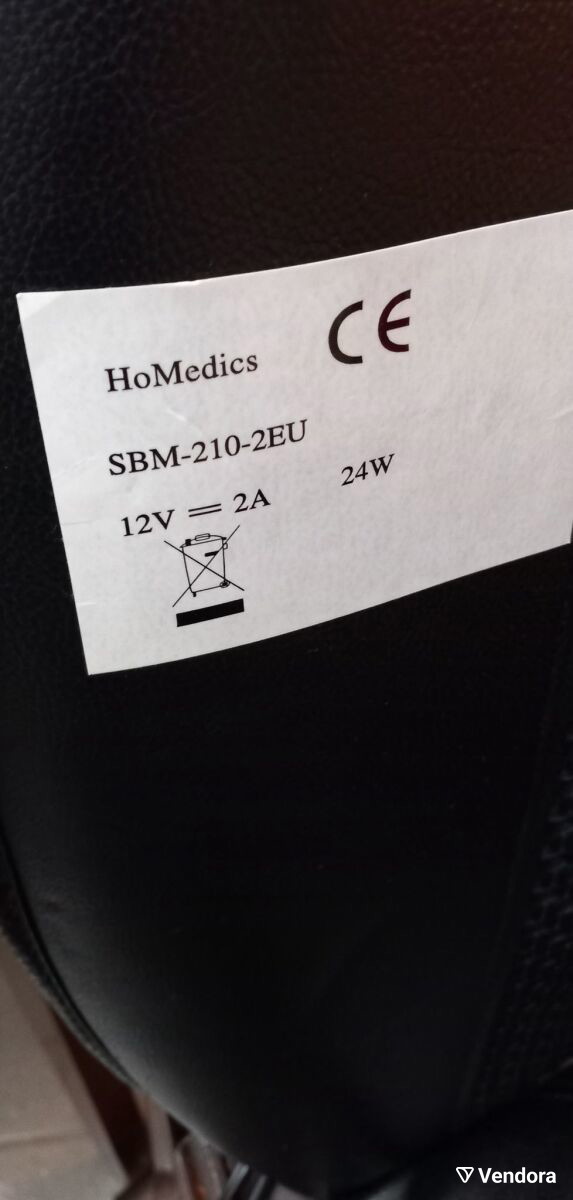 CE
HoMedics
SBM-210-2EU
24W
12V ⎓ 2A
Vendora